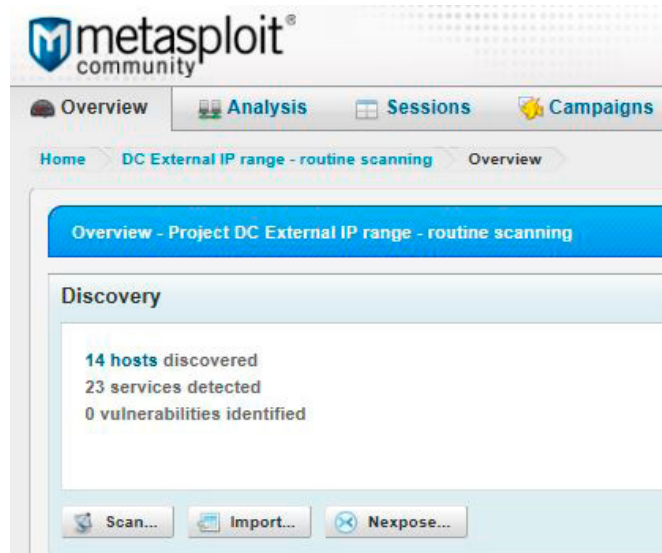 metasploit®
community
Overview Analysis Sessions Campaigns
Home DC External IP range - routine scanning Overview
Overview - Project DC External IP range - routine scanning
Discovery
14 hosts discovered
23 services detected
0 vulnerabilities identified
Scan... Import... Nexpose...